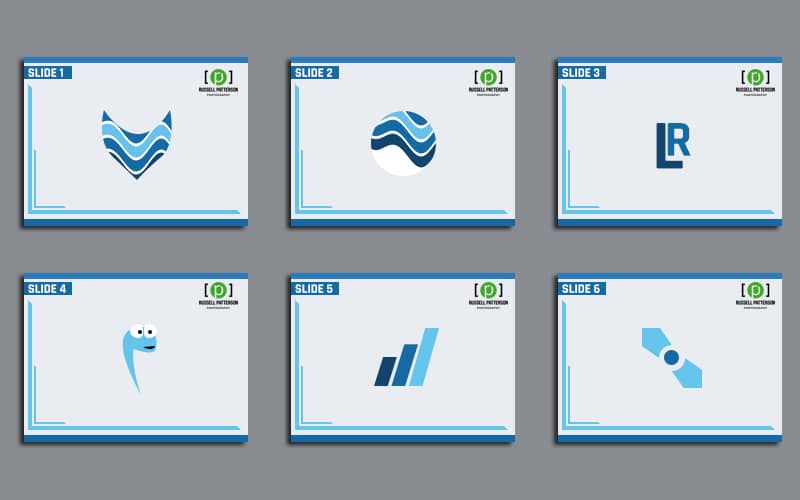 SLIDE 1
[p]
RUSSELL PATTERSON
PHOTOGRAPHY
SLIDE 2
[p]
RUSSELL PATTERSON
PHOTOGRAPHY
SLIDE 3
[p]
RUSSELL PATTERSON
PHOTOGRAPHY
LR
SLIDE 4
[p]
RUSSELL PATTERSON
PHOTOGRAPHY
SLIDE 5
[p]
RUSSELL PATTERSON
PHOTOGRAPHY
SLIDE 6
[p]
RUSSELL PATTERSON
PHOTOGRAPHY